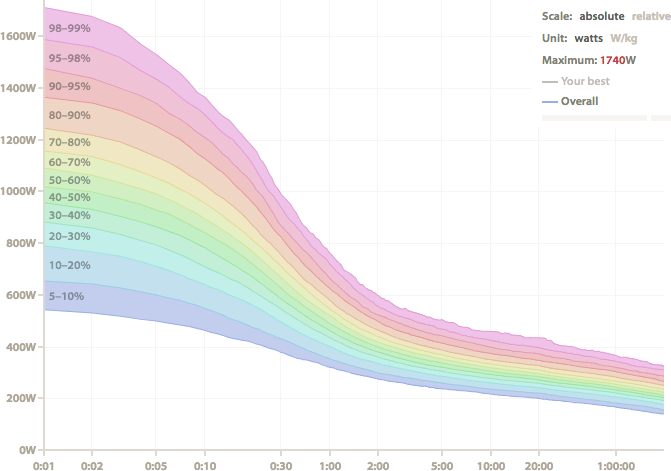 Scale: absolute relative
Unit: watts W/kg
Maximum: 1740W
Your best
Overall
1600W
1400W
1200W
1000W
800W
600W
400W
200W
0W
98–99%
95–98%
90–95%
80–90%
70–80%
60–70%
50–60%
40–50%
30–40%
20–30%
10–20%
5–10%
0:01 0:02 0:05 0:10 0:30 1:00 2:00 5:00 10:00 20:00 1:00:00